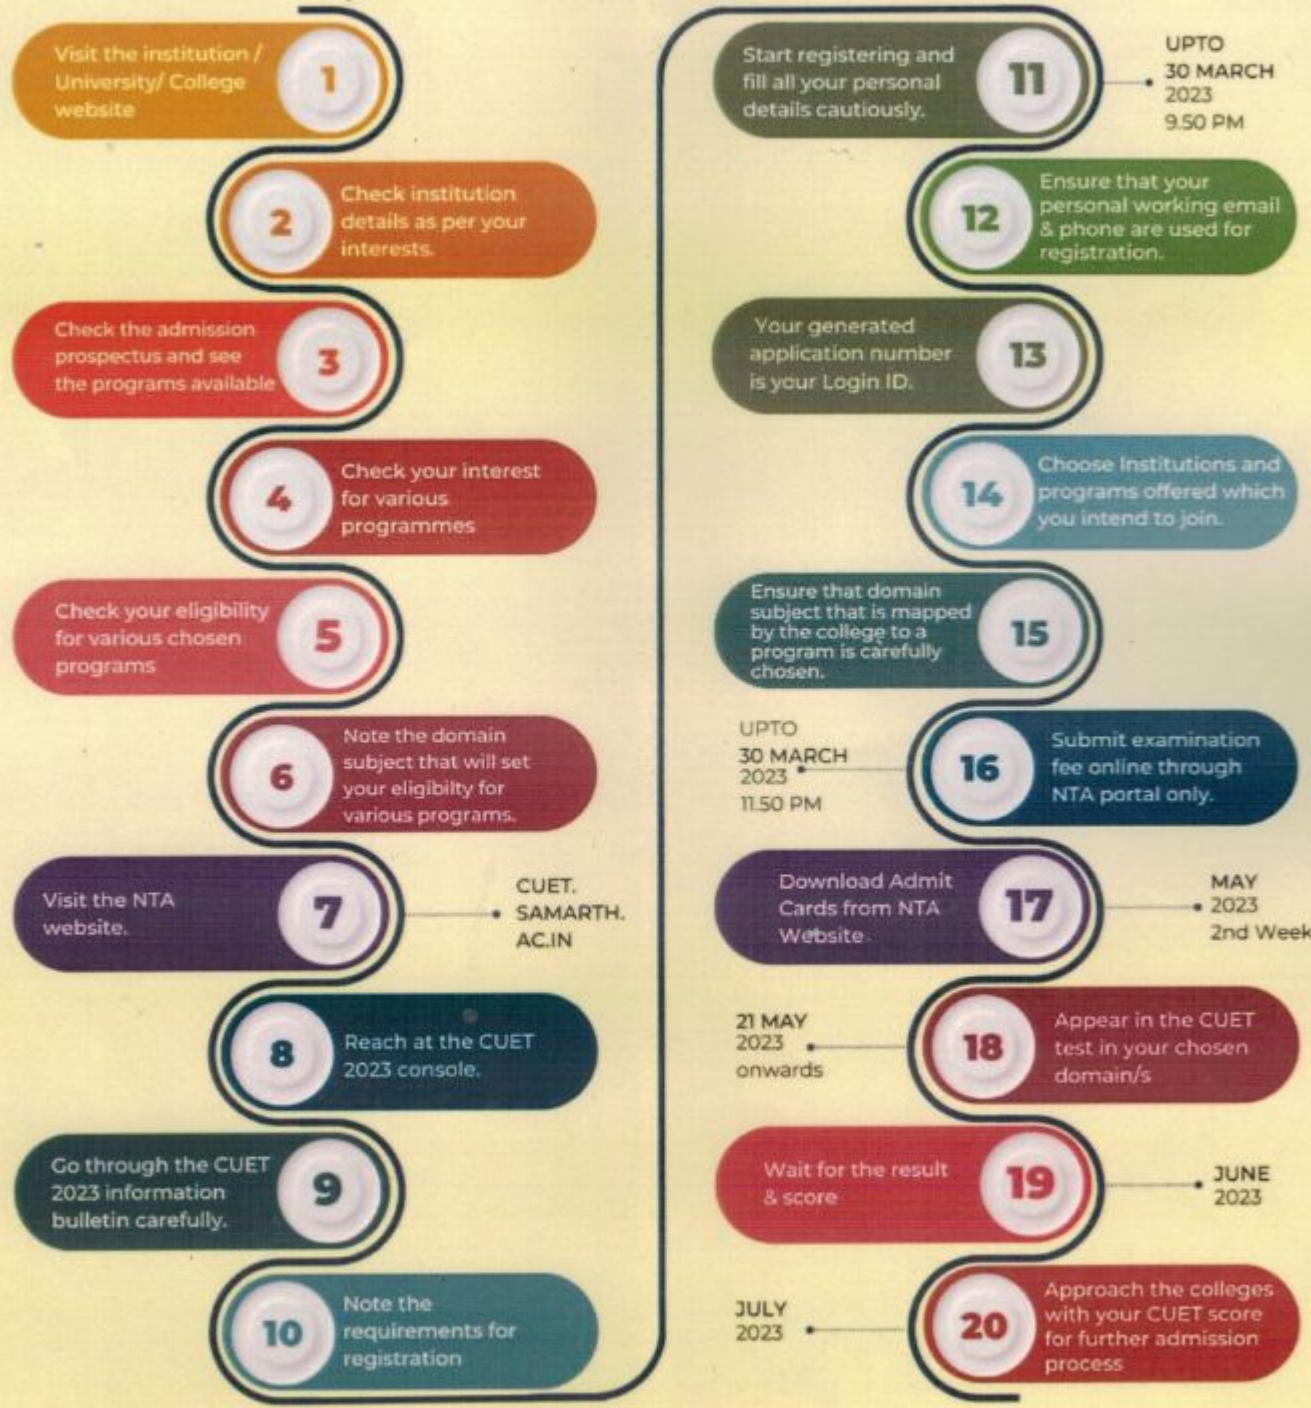 Visit the institution /
University/ College
website
1
2
Check institution
details as per your
interests.
Check the admission
prospectus and see
the programs available
3
4
Check your interest
for various
programmes
Check your eligibility
for various chosen
programs
5
6
Note the domain
subject that will set
your eligibilty for
various programs.
Visit the NTA
website.
7
CUET.
SAMARTH.
AC.IN
8
Reach at the CUET
2023 console.
Go through the CUET
2023 information
bulletin carefully.
9
10
Note the
requirements for
registration
Start registering and
fill all your personal
details cautiously.
11
UPTO
30 MARCH
2023
9.50 PM
12
Ensure that your
personal working email
& phone are used for
registration.
Your generated
application number
is your Login ID.
13
14
Choose Institutions and
programs offered which
you intend to join.
Ensure that domain
subject that is mapped
by the college to a
program is carefully
chosen.
15
UPTO
30 MARCH
2023
11.50 PM
16
Submit examination
fee online through
NTA portal only.
Download Admit
Cards from NTA
Website
17
MAY
2023
2nd Week
21 MAY
2023
onwards
18
Appear in the CUET
test in your chosen
domain/s
Wait for the result
& score
19
JUNE
2023
JULY
2023
20
Approach the colleges
with your CUET score
for further admission
process